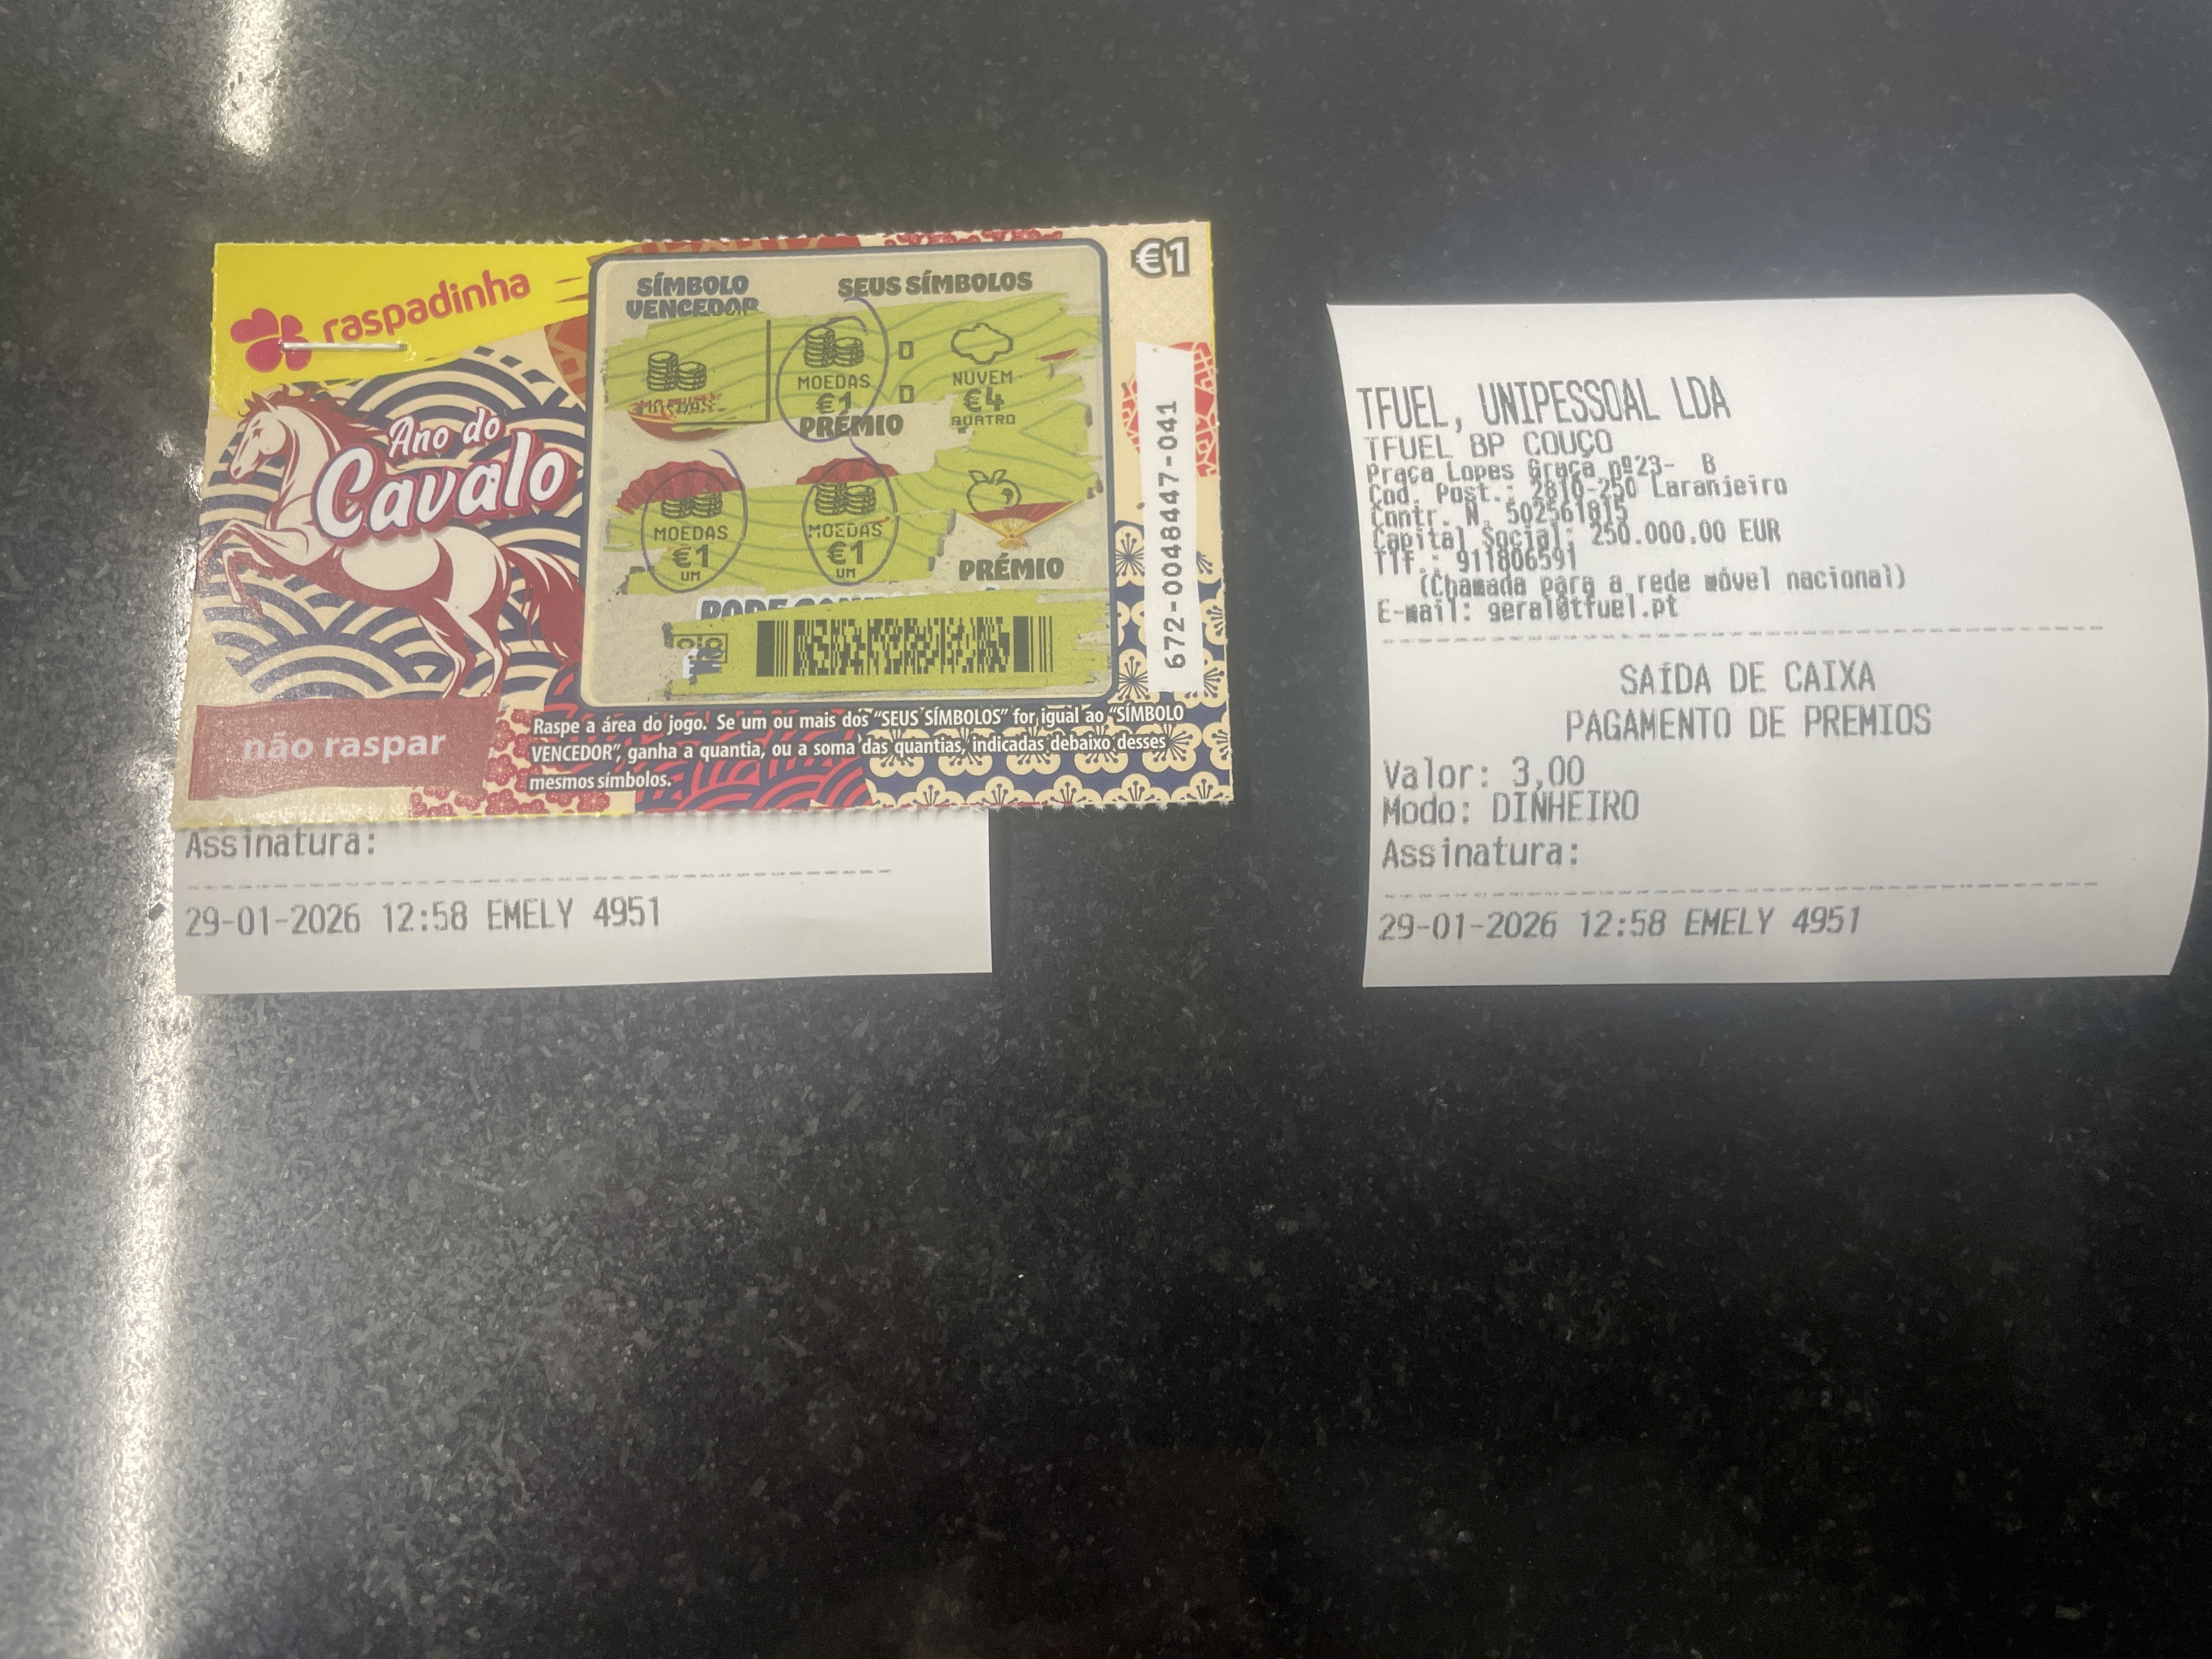 raspadinha
Ano do
Cavalo
não raspar
€1
SÍMBOLO
VENCEDOR
SEUS SÍMBOLOS
MOEDAS
€1
PRÉMIO
D
D
NUVEM
€4
QUATRO
MOEDAS
€1
UM
MOEDAS
€1
UM
PRÉMIO
672-0048447-041
Raspe a área do jogo. Se um ou mais dos “SEUS SÍMBOLOS” for igual ao “SÍMBOLO
VENCEDOR”, ganha a quantia, ou a soma das quantias, indicadas debaixo desses
mesmos símbolos.
Assinatura:
29-01-2026 12:58 EMELY 4951
TFUEL, UNIPESSOAL LDA
TFUEL BP COUÇO
Praça Lopes Graça nº23- B
Cod. Post.: 2810-250 Laranjeiro
Contr. N. 502561815
Capital Social: 250.000,00 EUR
Tlf.: 911806591
(Chamada para a rede móvel nacional)
E-mail: geral@tfuel.pt
SAÍDA DE CAIXA
PAGAMENTO DE PREMIOS
Valor: 3,00
Modo: DINHEIRO
Assinatura:
29-01-2026 12:58 EMELY 4951